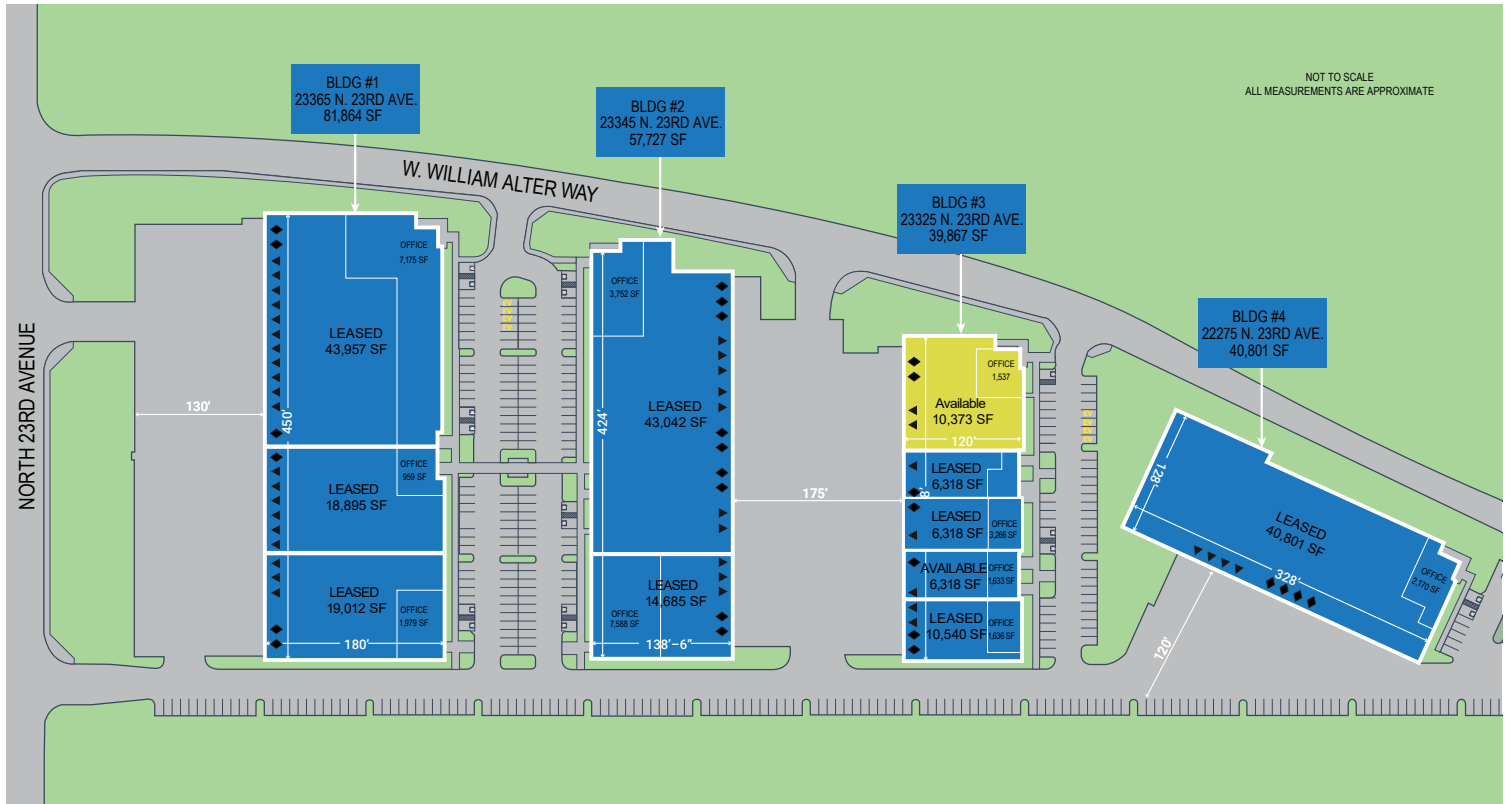 NOT TO SCALE
ALL MEASUREMENTS ARE APPROXIMATE
BLDG #1
23365 N. 23RD AVE.
81,864 SF
BLDG #2
23345 N. 23RD AVE.
57,727 SF
BLDG #3
23325 N. 23RD AVE.
39,867 SF
BLDG #4
22275 N. 23RD AVE.
40,801 SF
W. WILLIAM ALTER WAY
NORTH 23RD AVENUE
130'
450'
OFFICE
7,175 SF
LEASED
43,957 SF
OFFICE
959 SF
LEASED
18,895 SF
LEASED
19,012 SF
OFFICE
1,979 SF
180'
OFFICE
3,752 SF
424'
LEASED
43,042 SF
LEASED
14,685 SF
OFFICE
7,588 SF
138'–6"
175'
OFFICE
1,537
Available
10,373 SF
120'
8'
LEASED
6,318 SF
LEASED
6,318 SF
OFFICE
3,266 SF
AVAILABLE
6,318 SF
OFFICE
1,633 SF
LEASED
10,540 SF
OFFICE
1,636 SF
128'
LEASED
40,801 SF
328'
OFFICE
2,170 SF
120'